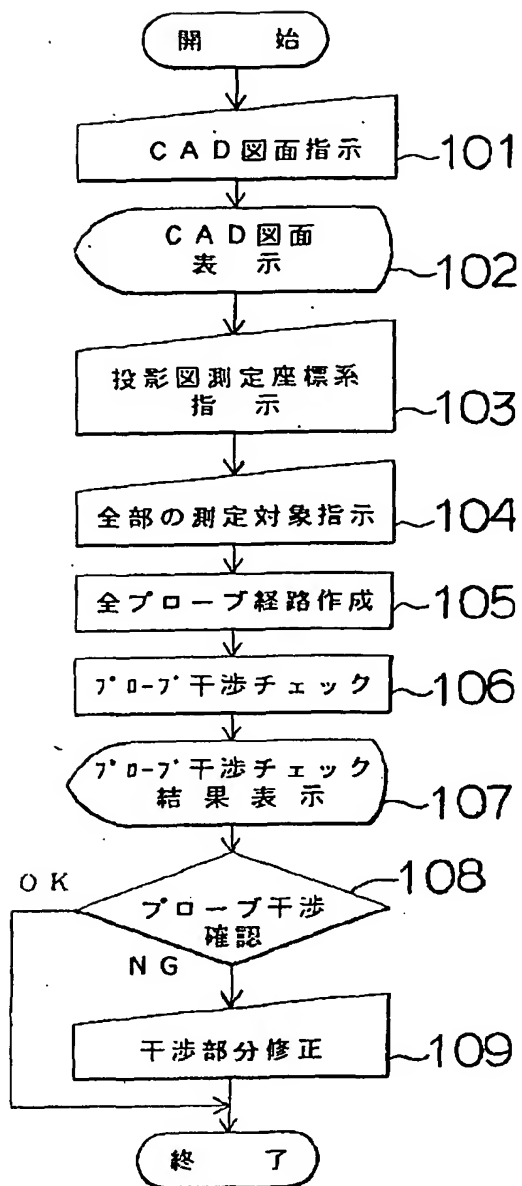 開 始
CAD図面指示 101
CAD図面
表 示 102
投影図測定座標系
指 示 103
全部の測定対象指示 104
全プローブ経路作成 105
プローブ干渉チェック 106
プローブ干渉チェック
結果表示 107
108
OK
プローブ干渉
確認
NG
干渉部分修正 109
終 了